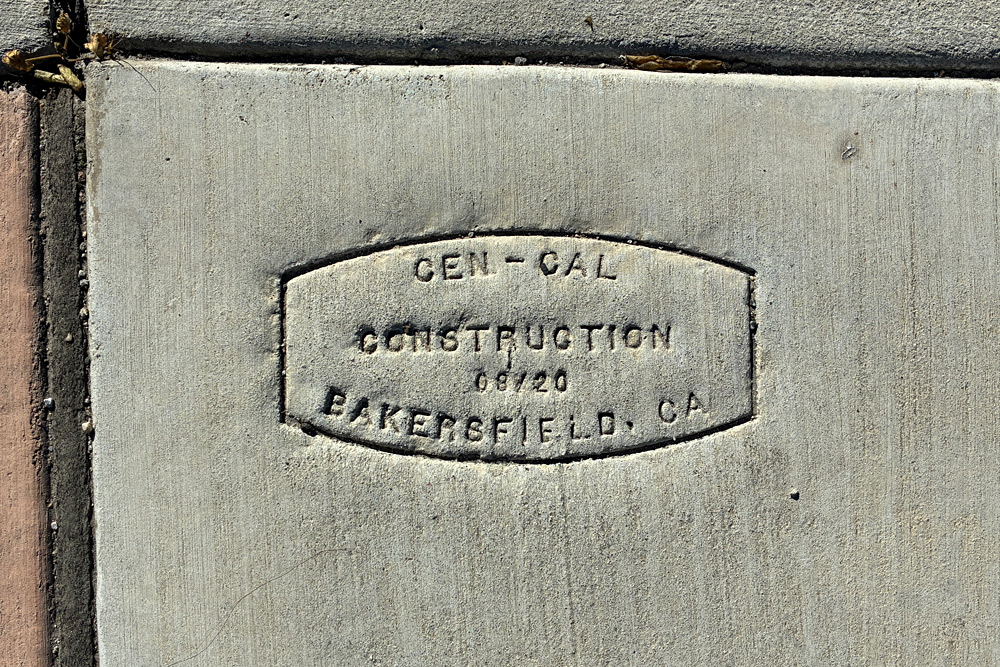 CEN-CAL
CONSTRUCTION
08/20
BAKERSFIELD, CA